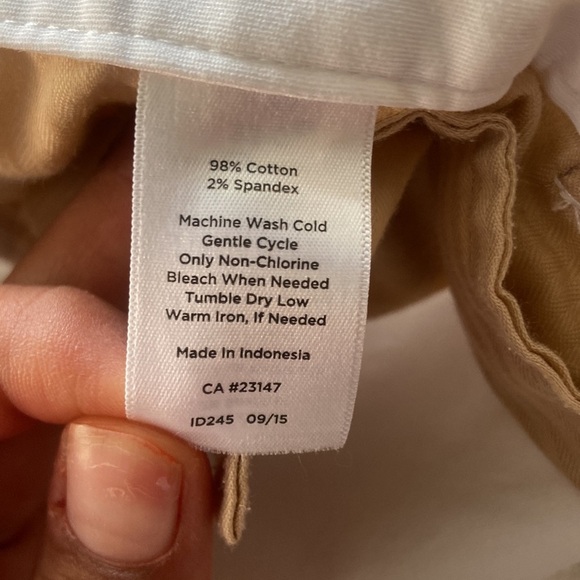 98% Cotton
2% Spandex
Machine Wash Cold
Gentle Cycle
Only Non-Chlorine
Bleach When Needed
Tumble Dry Low
Warm Iron, If Needed
Made In Indonesia
CA #23147
ID245 09/15